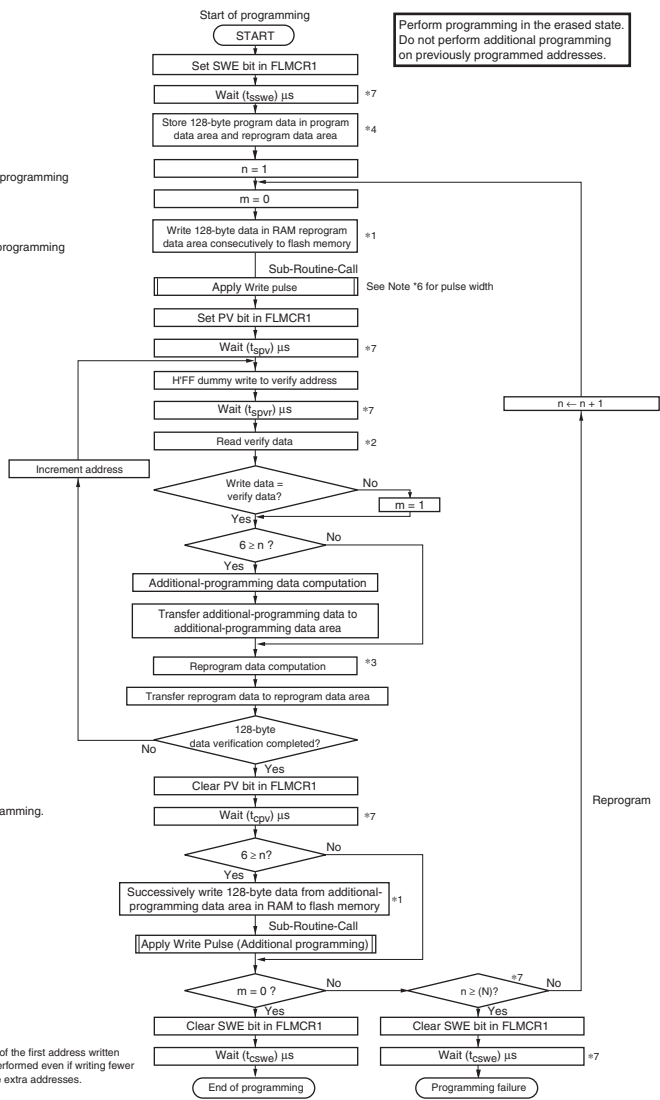 Start of programming
START
Perform programming in the erased state.
Do not perform additional programming
on previously programmed addresses.
Set SWE bit in FLMCR1
Wait (tsswe) µs
*7
Store 128-byte program data in program
data area and reprogram data area
*4
n = 1
programming
m = 0
Write 128-byte data in RAM reprogram
data area consecutively to flash memory
*1
programming
Sub-Routine-Call
Apply Write pulse
See Note *6 for pulse width
Set PV bit in FLMCR1
Wait (tspv) µs
*7
H'FF dummy write to verify address
n ← n + 1
Wait (tspvr) µs
*7
Read verify data
*2
Increment address
Write data =
verify data?
No
m = 1
Yes
6 ≥ n ?
No
Yes
Additional-programming data computation
Transfer additional-programming data to
additional-programming data area
Reprogram data computation
*3
Transfer reprogram data to reprogram data area
128-byte
data verification completed?
No
Yes
Clear PV bit in FLMCR1
Reprogram
amming.
Wait (tcpv) µs
*7
6 ≥ n?
No
Yes
Successively write 128-byte data from additional-
programming data area in RAM to flash memory
*1
Sub-Routine-Call
Apply Write Pulse (Additional programming)
m = 0 ?
No
n ≥ (N)?
*7
No
Yes
Yes
Clear SWE bit in FLMCR1
Clear SWE bit in FLMCR1
of the first address written
erformed even if writing fewer
e extra addresses.
Wait (tcswe) µs
Wait (tcswe) µs
*7
End of programming
Programming failure